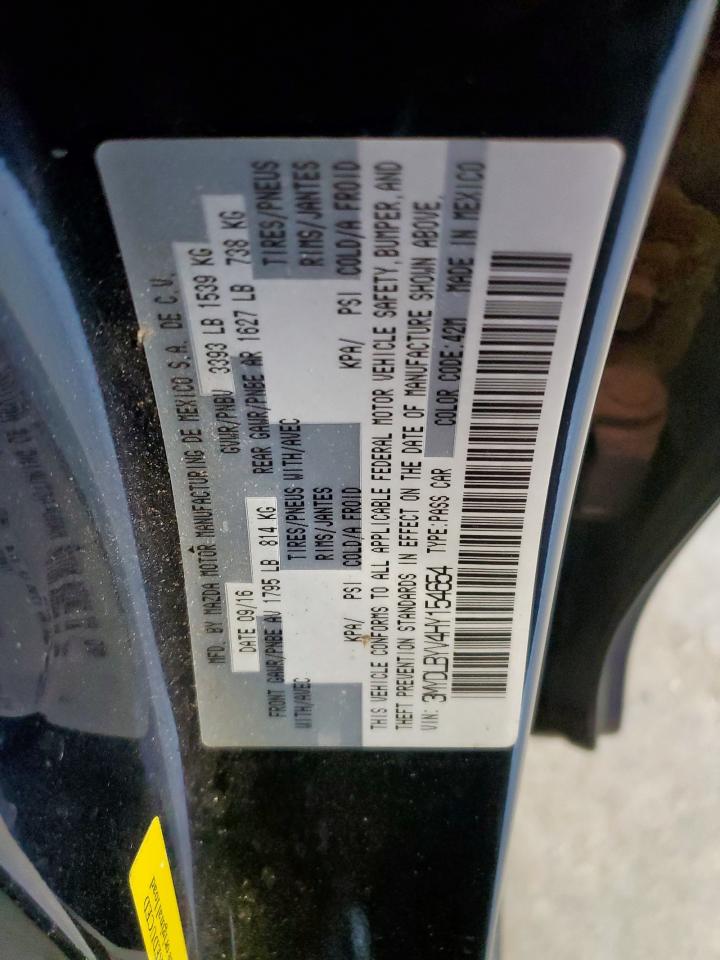 MFD. BY MAZDA MOTOR MANUFACTURING DE MEXICO S.A. DE C.V.
DATE 09/16 GVWR/PNBV 3393 LB 1539 KG
FRONT GAWR/PNBE AV 1795 LB 814 KG REAR GAWR/PNBE AR 1627 LB 738 KG
WITH/AVEC TIRES/PNEUS WITH/AVEC TIRES/PNEUS
RIMS/JANTES RIMS/JANTES
KPA/ PSI COLD/A FROID KPA/ PSI COLD/A FROID
THIS VEHICLE CONFORMS TO ALL APPLICABLE FEDERAL MOTOR VEHICLE SAFETY, BUMPER, AND
THEFT PREVENTION STANDARDS IN EFFECT ON THE DATE OF MANUFACTURE SHOWN ABOVE.
VIN: 3MYDLBYV4HY154654 TYPE:PASS CAR COLOR CODE:42M MADE IN MEXICO